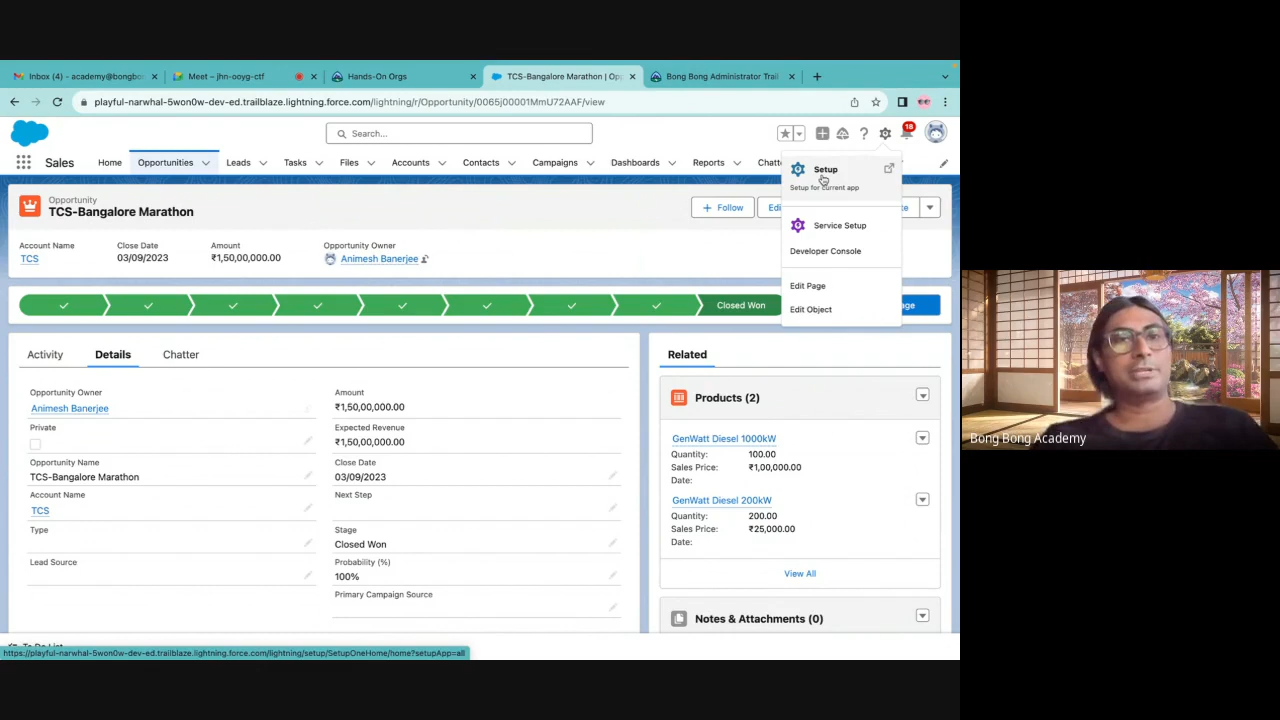 Inbox (4) - academy@bongbo
Meet – jhn-ooyg-ctf
Hands-On Orgs
TCS-Bangalore Marathon | Opp
Bong Bong Administrator Trail
playful-narwhal-5won0w-dev-ed.trailblaze.lightning.force.com/lightning/r/Opportunity/0065j00001MmU72AAF/view
Search...
18
Sales
Home
Opportunities
Leads
Tasks
Files
Accounts
Contacts
Campaigns
Dashboards
Reports
Chatt
Setup
Setup for current app
Service Setup
Developer Console
Edit Page
Edit Object
Opportunity
TCS-Bangalore Marathon
+ Follow
Edi
te
Account Name
Close Date
Amount
Opportunity Owner
TCS
03/09/2023
₹1,50,00,000.00
Animesh Banerjee
Closed Won
age
Activity
Details
Chatter
Opportunity Owner
Animesh Banerjee
Amount
₹1,50,00,000.00
Private
Expected Revenue
₹1,50,00,000.00
Opportunity Name
TCS-Bangalore Marathon
Close Date
03/09/2023
Account Name
TCS
Next Step
Type
Stage
Closed Won
Lead Source
Probability (%)
100%
Primary Campaign Source
Related
Products (2)
GenWatt Diesel 1000kW
Quantity: 100.00
Sales Price: ₹1,00,000.00
Date:
GenWatt Diesel 200kW
Quantity: 200.00
Sales Price: ₹25,000.00
Date:
View All
Notes & Attachments (0)
To Do List
https://playful-narwhal-5won0w-dev-ed.trailblaze.lightning.force.com/lightning/setup/SetupOneHome/home?setupApp=all
Bong Bong Academy